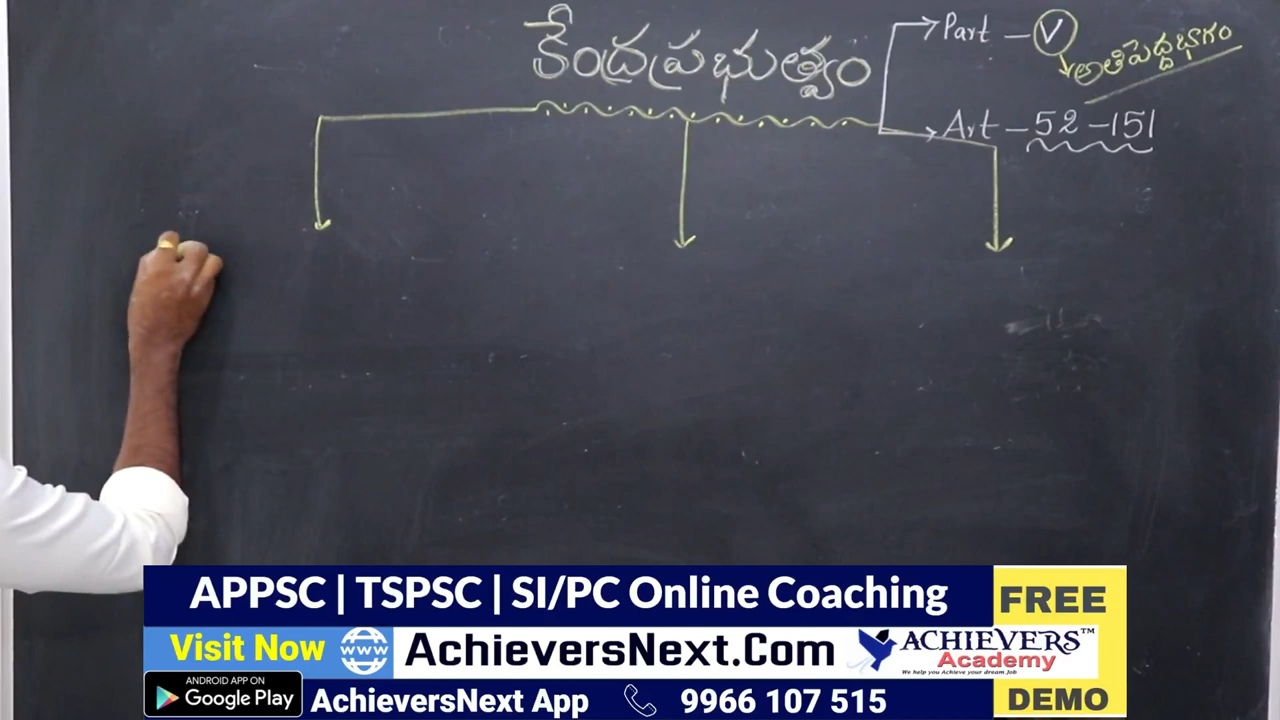 కేంద్రప్రభుత్వం
Part - V
అతిపెద్దభాగం
Art - 52 - 151
APPSC | TSPSC | SI/PC Online Coaching
FREE
DEMO
Visit Now
www
AchieversNext.Com
ACHIEVERS™
Academy
We help you Achieve your dream Job
ANDROID APP ON
Google Play
AchieversNext App
9966 107 515